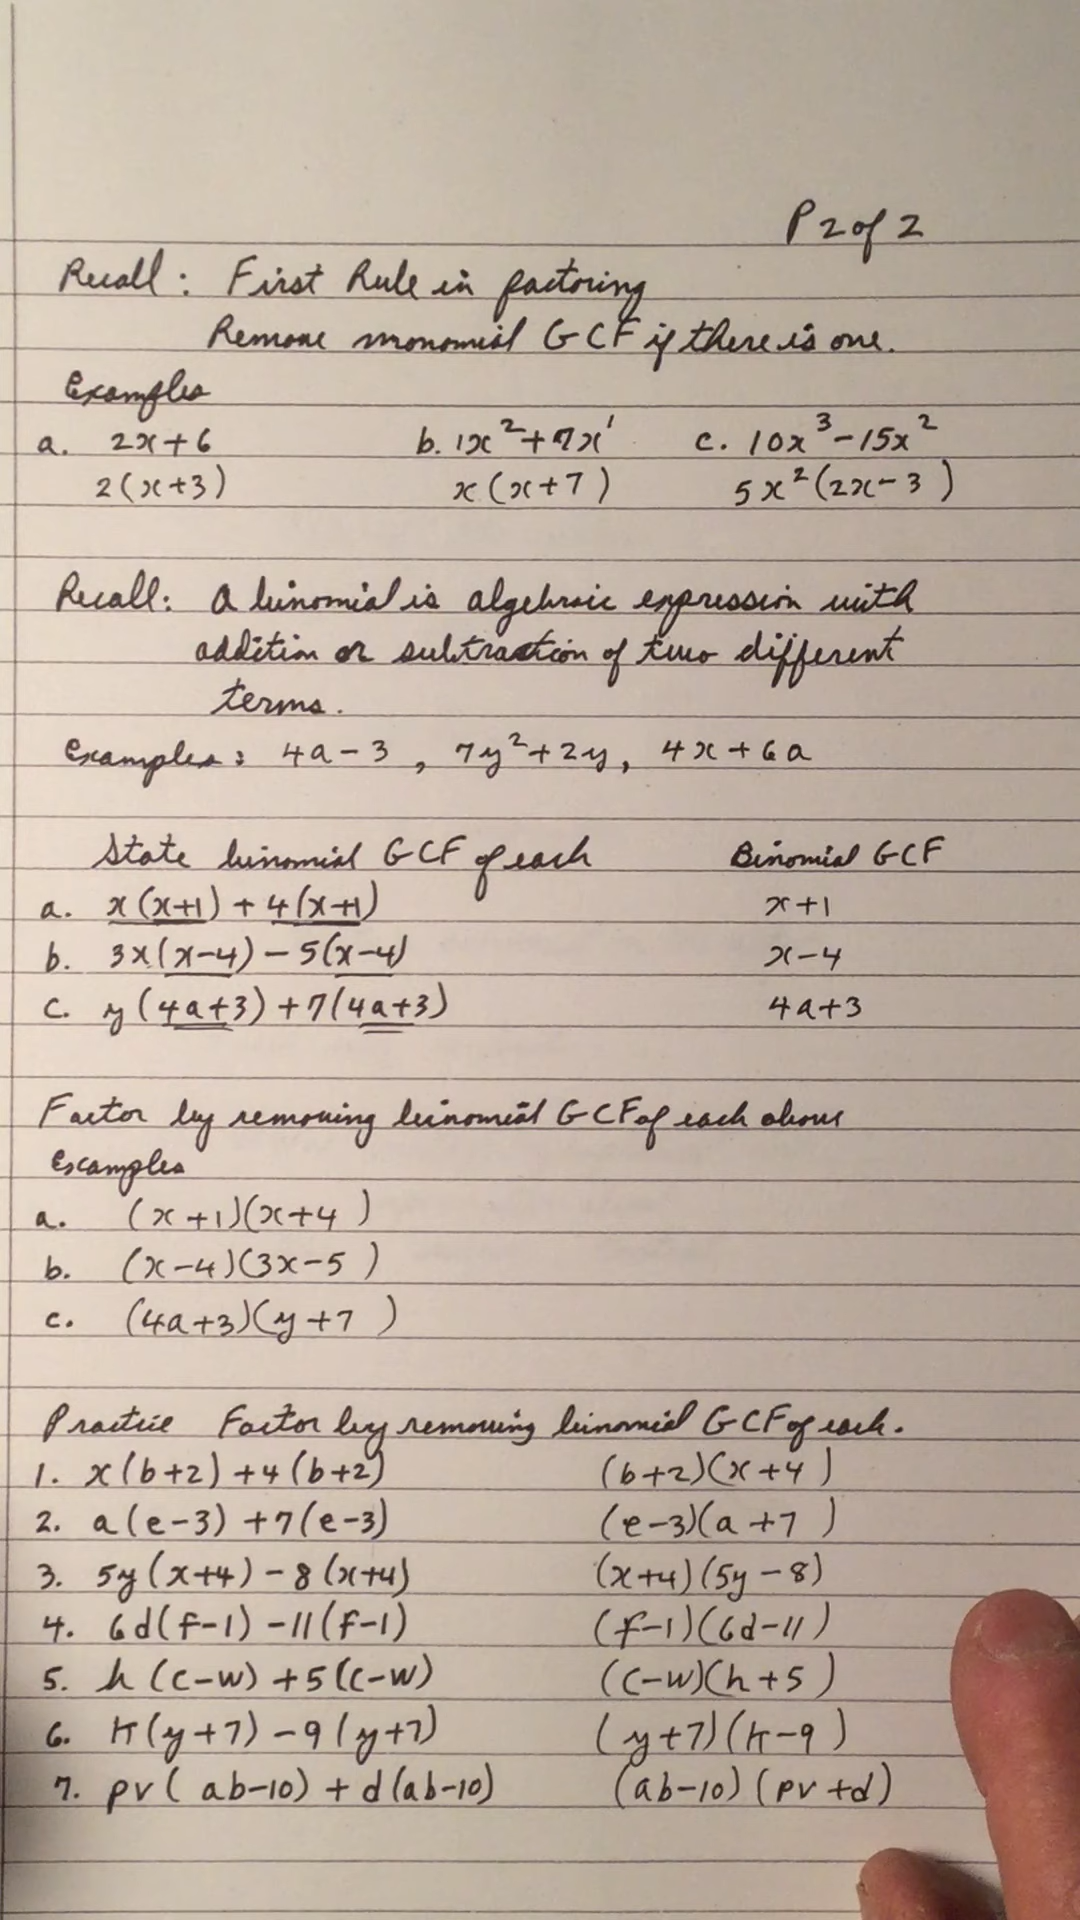 P 2 of 2
Recall: First Rule in factoring
Remove monomial GCF if there is one.
Examples
a. 2x+6 b. 1x²+7x¹ c. 10x³-15x²
2(x+3) x(x+7) 5x²(2x-3)
Recall: A binomial is algebraic expression with
addition or subtraction of two different
terms.
Examples: 4a-3, 7y²+2y, 4x+6a
State binomial GCF of each Binomial GCF
a. x(x+1)+4(x+1) x+1
b. 3x(x-4)-5(x-4) x-4
c. y(4a+3)+7(4a+3) 4a+3
Factor by removing binomial GCF of each above
Examples
a. (x+1)(x+4)
b. (x-4)(3x-5)
c. (4a+3)(y+7)
Practice Factor by removing binomial GCF of each.
1. x(b+2)+4(b+2) (b+2)(x+4)
2. a(e-3)+7(e-3) (e-3)(a+7)
3. 5y(x+4)-8(x+4) (x+4)(5y-8)
4. 6d(f-1)-11(f-1) (f-1)(6d-11)
5. h(c-w)+5(c-w) (c-w)(h+5)
6. k(y+7)-9(y+7) (y+7)(k-9)
7. pv(ab-10)+d(ab-10) (ab-10)(pv+d)